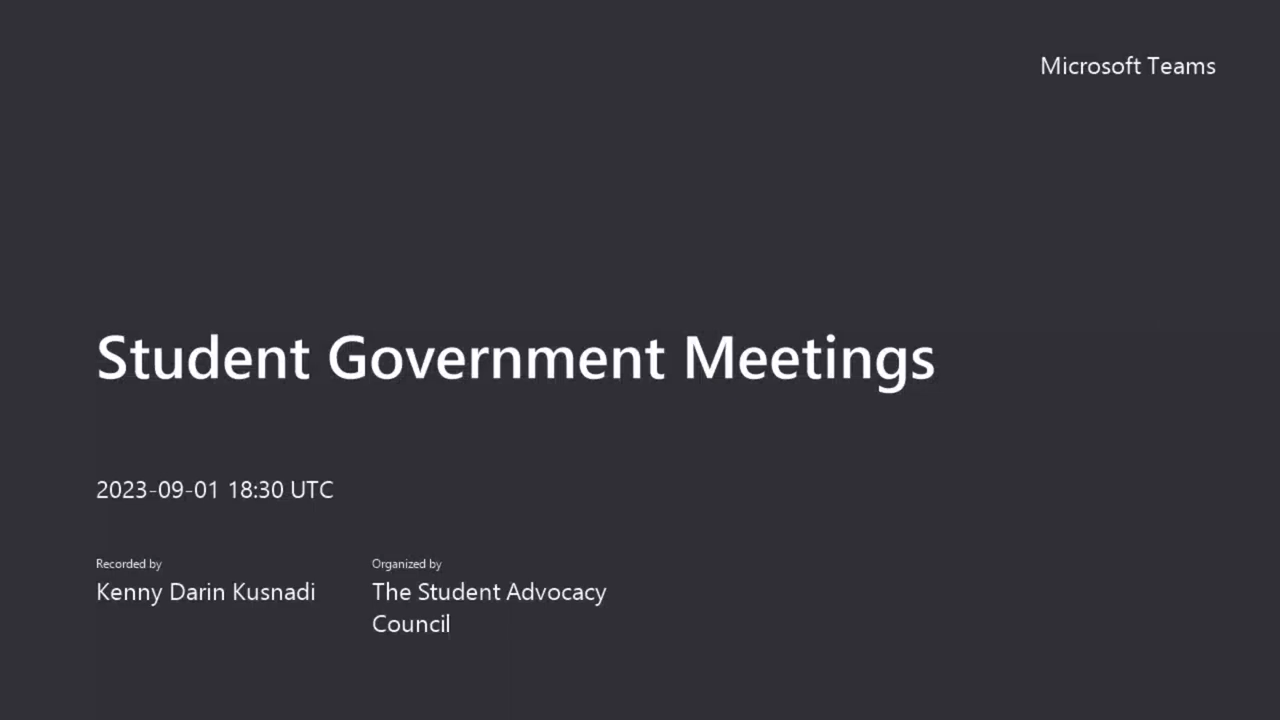 Microsoft Teams
Student Government Meetings
2023-09-01 18:30 UTC
Recorded by
Kenny Darin Kusnadi
Organized by
The Student Advocacy
Council